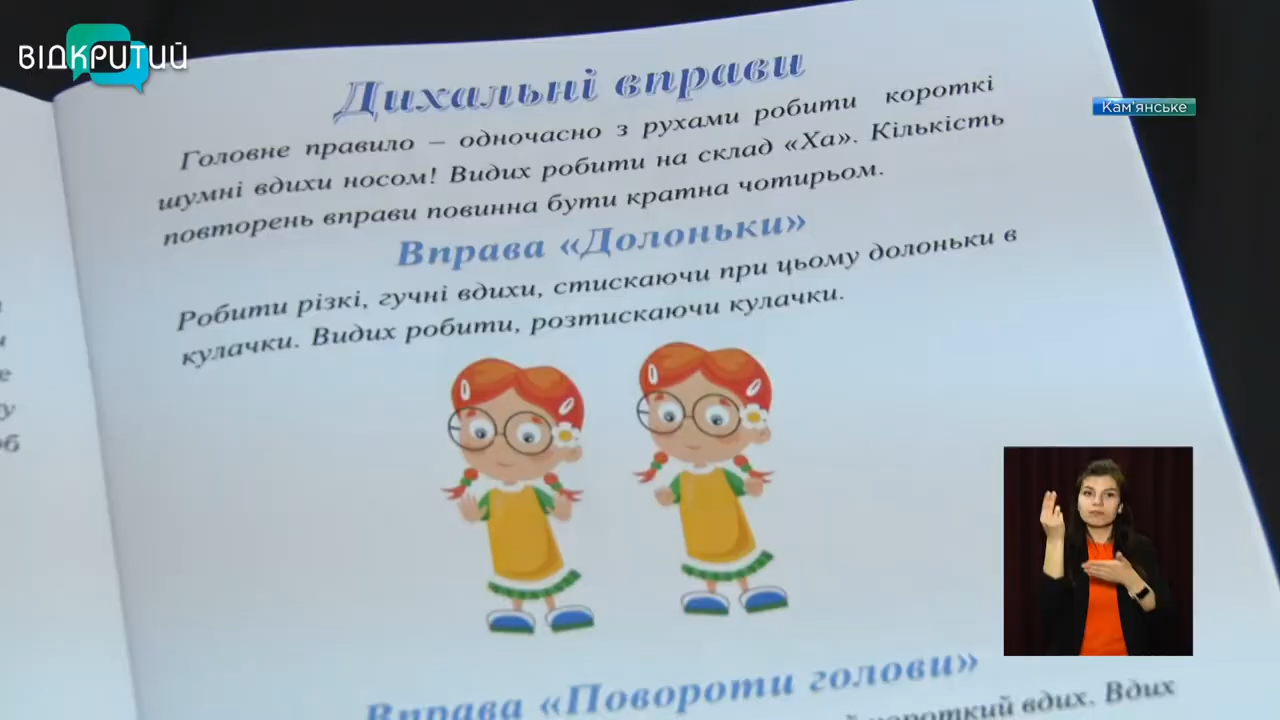 ВІДКРИТИЙ
Кам'янське
Дихальні вправи
Головне правило – одночасно з рухами робити короткі
шумні вдихи носом! Видих робити на склад «Ха». Кількість
повторень вправи повинна бути кратна чотирьом.
Вправа «Долоньки»
Робити різкі, гучні вдихи, стискаючи при цьому долоньки в
кулачки. Видих робити, розтискаючи кулачки.
Вправа «Повороти голови»
короткий вдих. Вдих